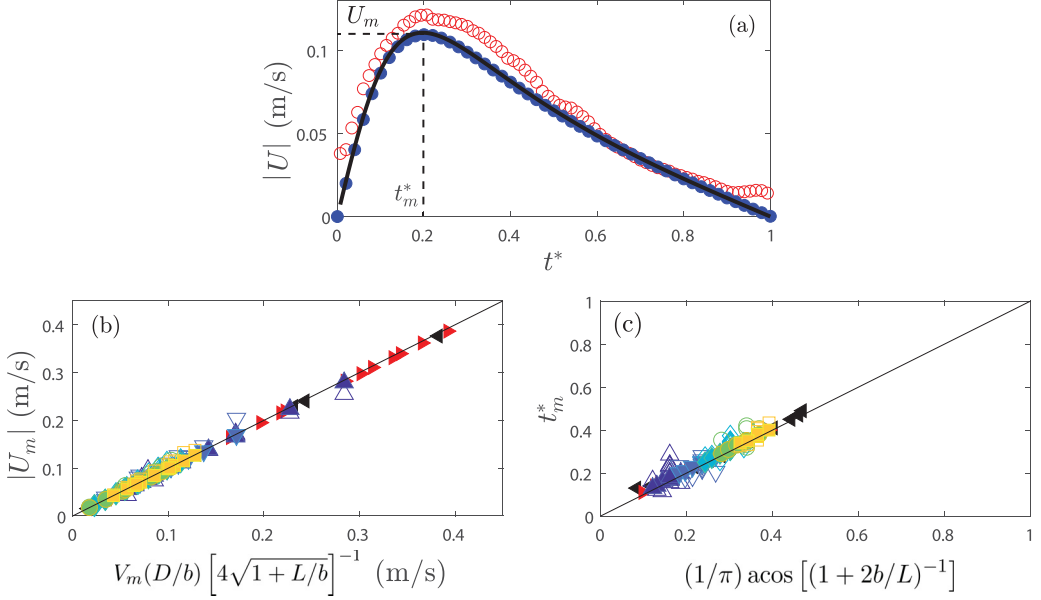 (a)
U_m
0.1
0.05
0
|U| (m/s)
t*_m
0 0.2 0.4 0.6 0.8 1
t*
(b)
0.4
0.3
0.2
0.1
0
|U_m| (m/s)
0 0.1 0.2 0.3 0.4
V_m(D/b) [4√(1 + L/b)]^{-1} (m/s)
(c)
1
0.8
0.6
0.4
0.2
0
t*_m
0 0.2 0.4 0.6 0.8 1
(1/π) acos [(1 + 2b/L)^{-1}]